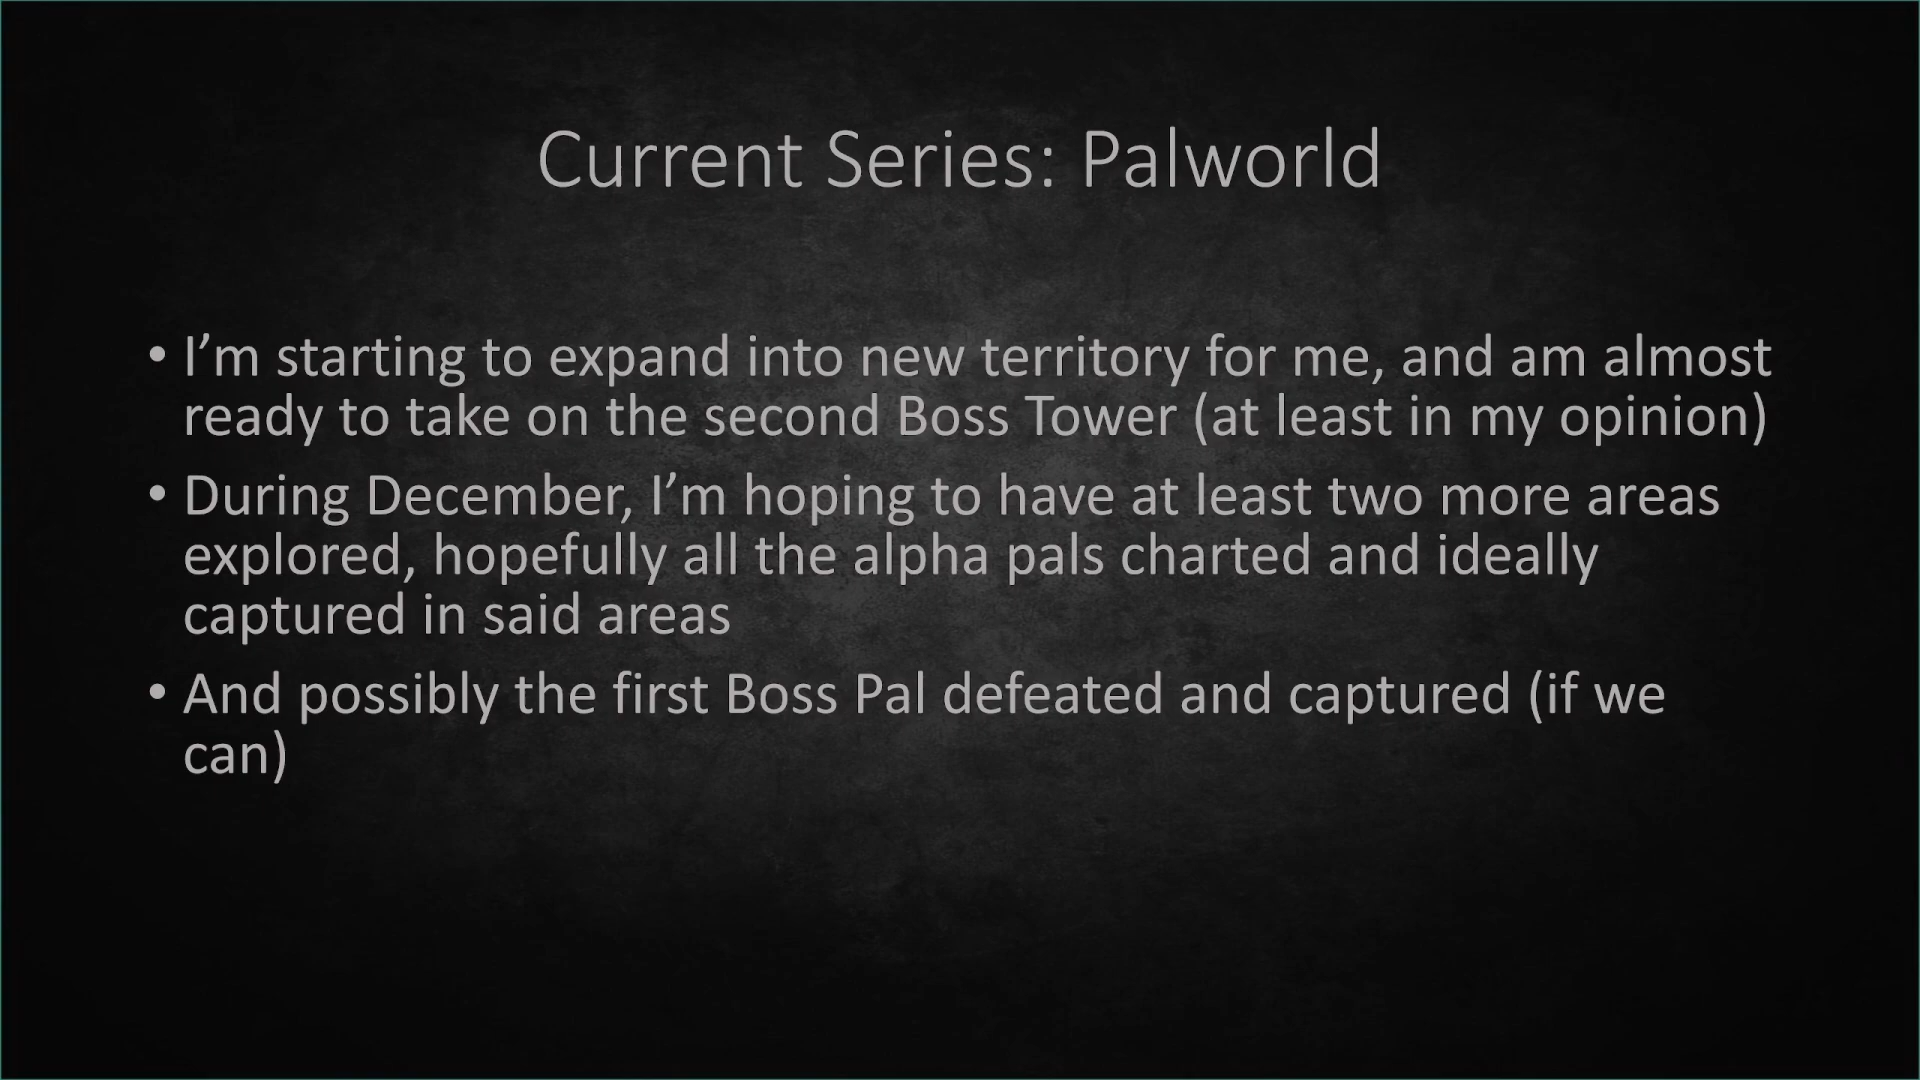 Current Series: Palworld
• I’m starting to expand into new territory for me, and am almost
ready to take on the second Boss Tower (at least in my opinion)
• During December, I’m hoping to have at least two more areas
explored, hopefully all the alpha pals charted and ideally
captured in said areas
• And possibly the first Boss Pal defeated and captured (if we
can)